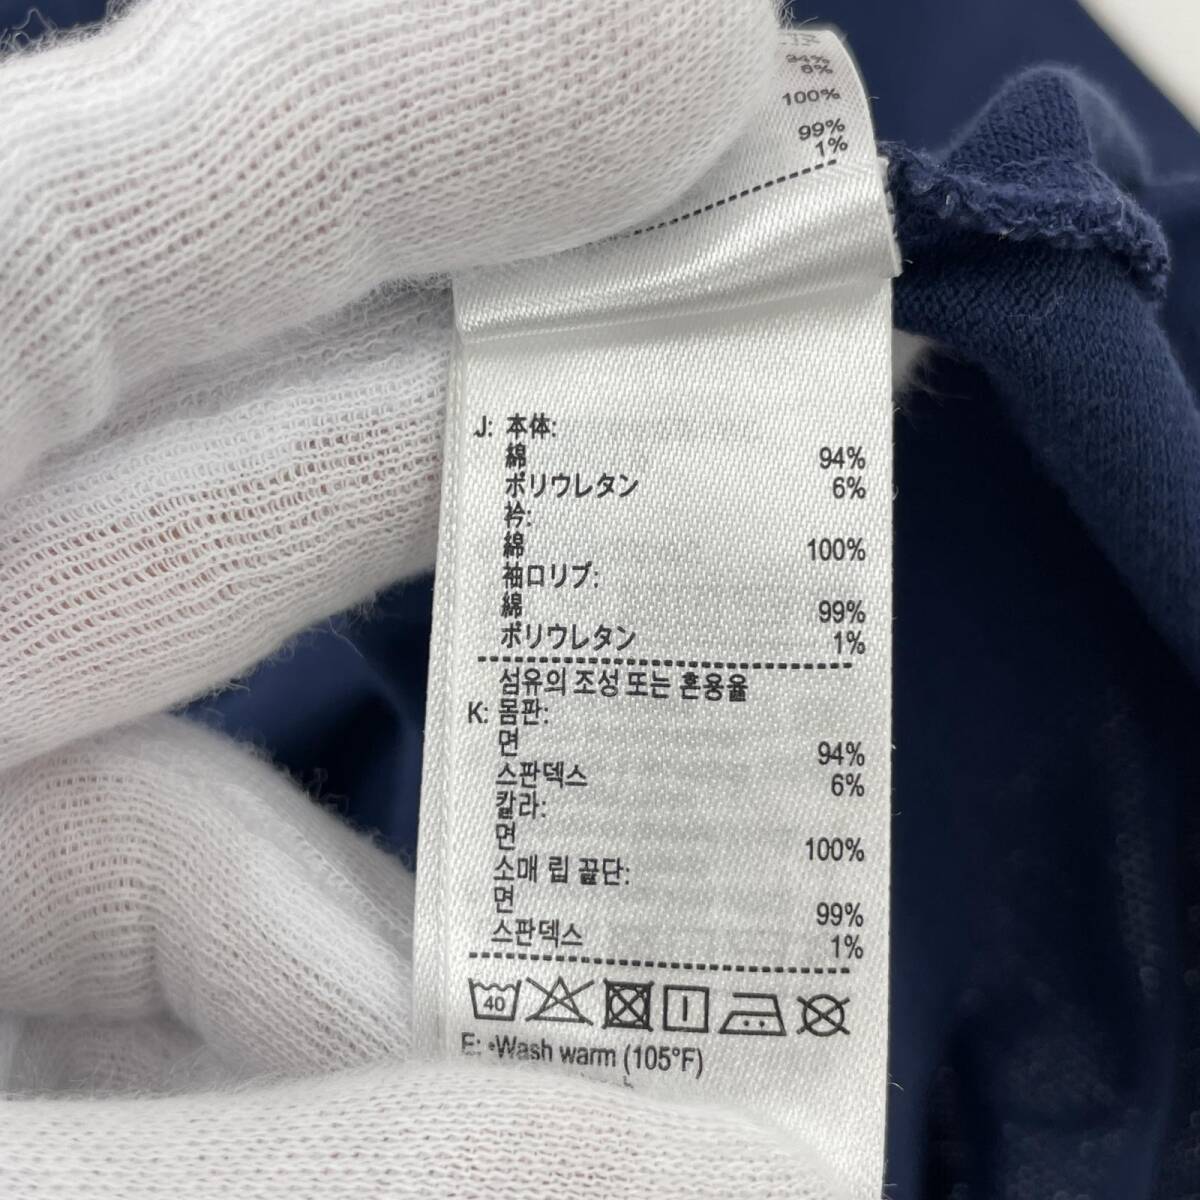 94%
6%
100%
99%
1%
J: 本体:
綿 94%
ポリウレタン 6%
衿:
綿 100%
袖口リブ:
綿 99%
ポリウレタン 1%
섬유의 조성 또는 혼용율
K: 몸판:
면 94%
스판덱스 6%
칼라:
면 100%
소매 립 끝단:
면 99%
스판덱스 1%
40
E: •Wash warm (105°F)